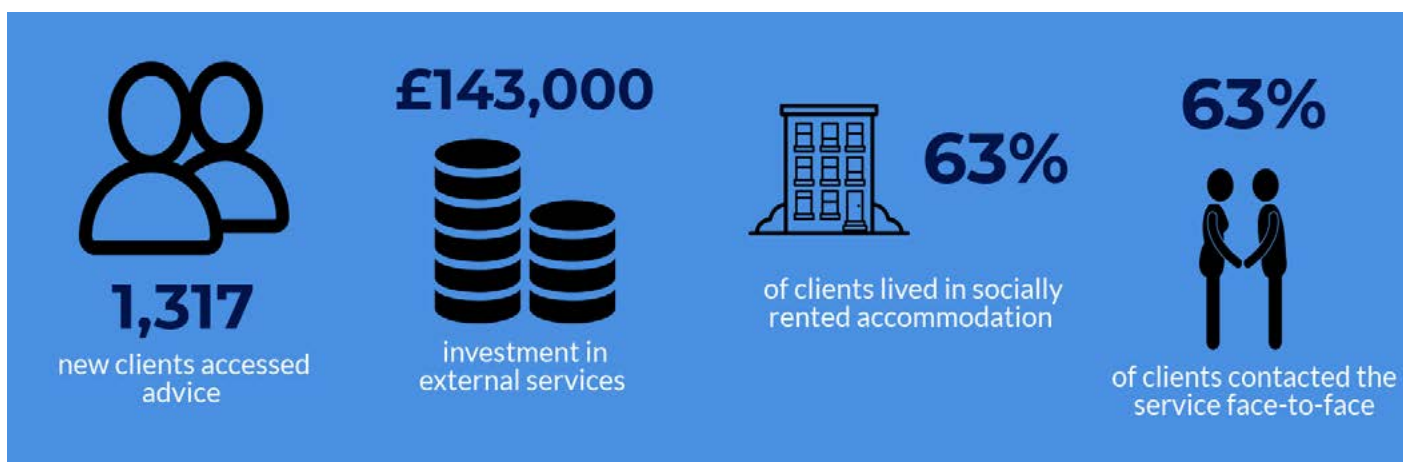 1,317
new clients accessed
advice
£143,000
investment in
external services
63%
of clients lived in socially
rented accommodation
63%
of clients contacted the
service face-to-face